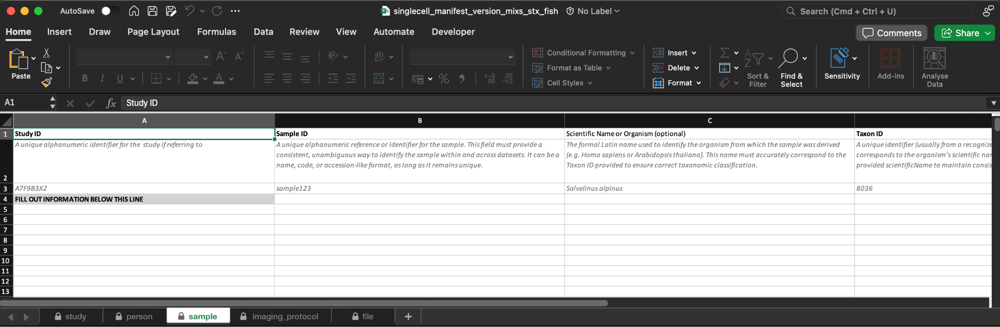 AutoSave
singlecell_manifest_version_mixs_stx_fish
No Label
Search (Cmd + Ctrl + U)
Home Insert Draw Page Layout Formulas Data Review View Automate Developer
Comments
Share
Paste
A A
B I U A
ab
% 9
.00
Conditional Formatting
Format as Table
Cell Styles
Insert
Delete
Format
Sort & Filter
Find & Select
Sensitivity
Add-ins
Analyse Data
A1
fx
Study ID
A B C
1 Study ID Sample ID Scientific Name or Organism (optional) Taxon ID
A unique alphanumeric identifier for the study if referring to
A unique alphanumeric reference or identifier for the sample. This field must provide a
consistent, unambiguous way to identify the sample within and across datasets. It can be a
name, code, or accession-like format, as long as it remains unique.
The formal Latin name used to identify the organism from which the sample was derived
(e.g. Homo sapiens or Arabidopsis thaliana). This name must accurately correspond to the
Taxon ID provided to ensure correct taxonomic classification.
A unique identifier (usually from a
corresponds to the organism's
provided scientificName to maintain
2
3 A7F9B3X2 sample123 Salvelinus alpinus 8036
4 FILL OUT INFORMATION BELOW THIS LINE
5
6
7
8
9
10
11
12
13
study person sample imaging_protocol file +